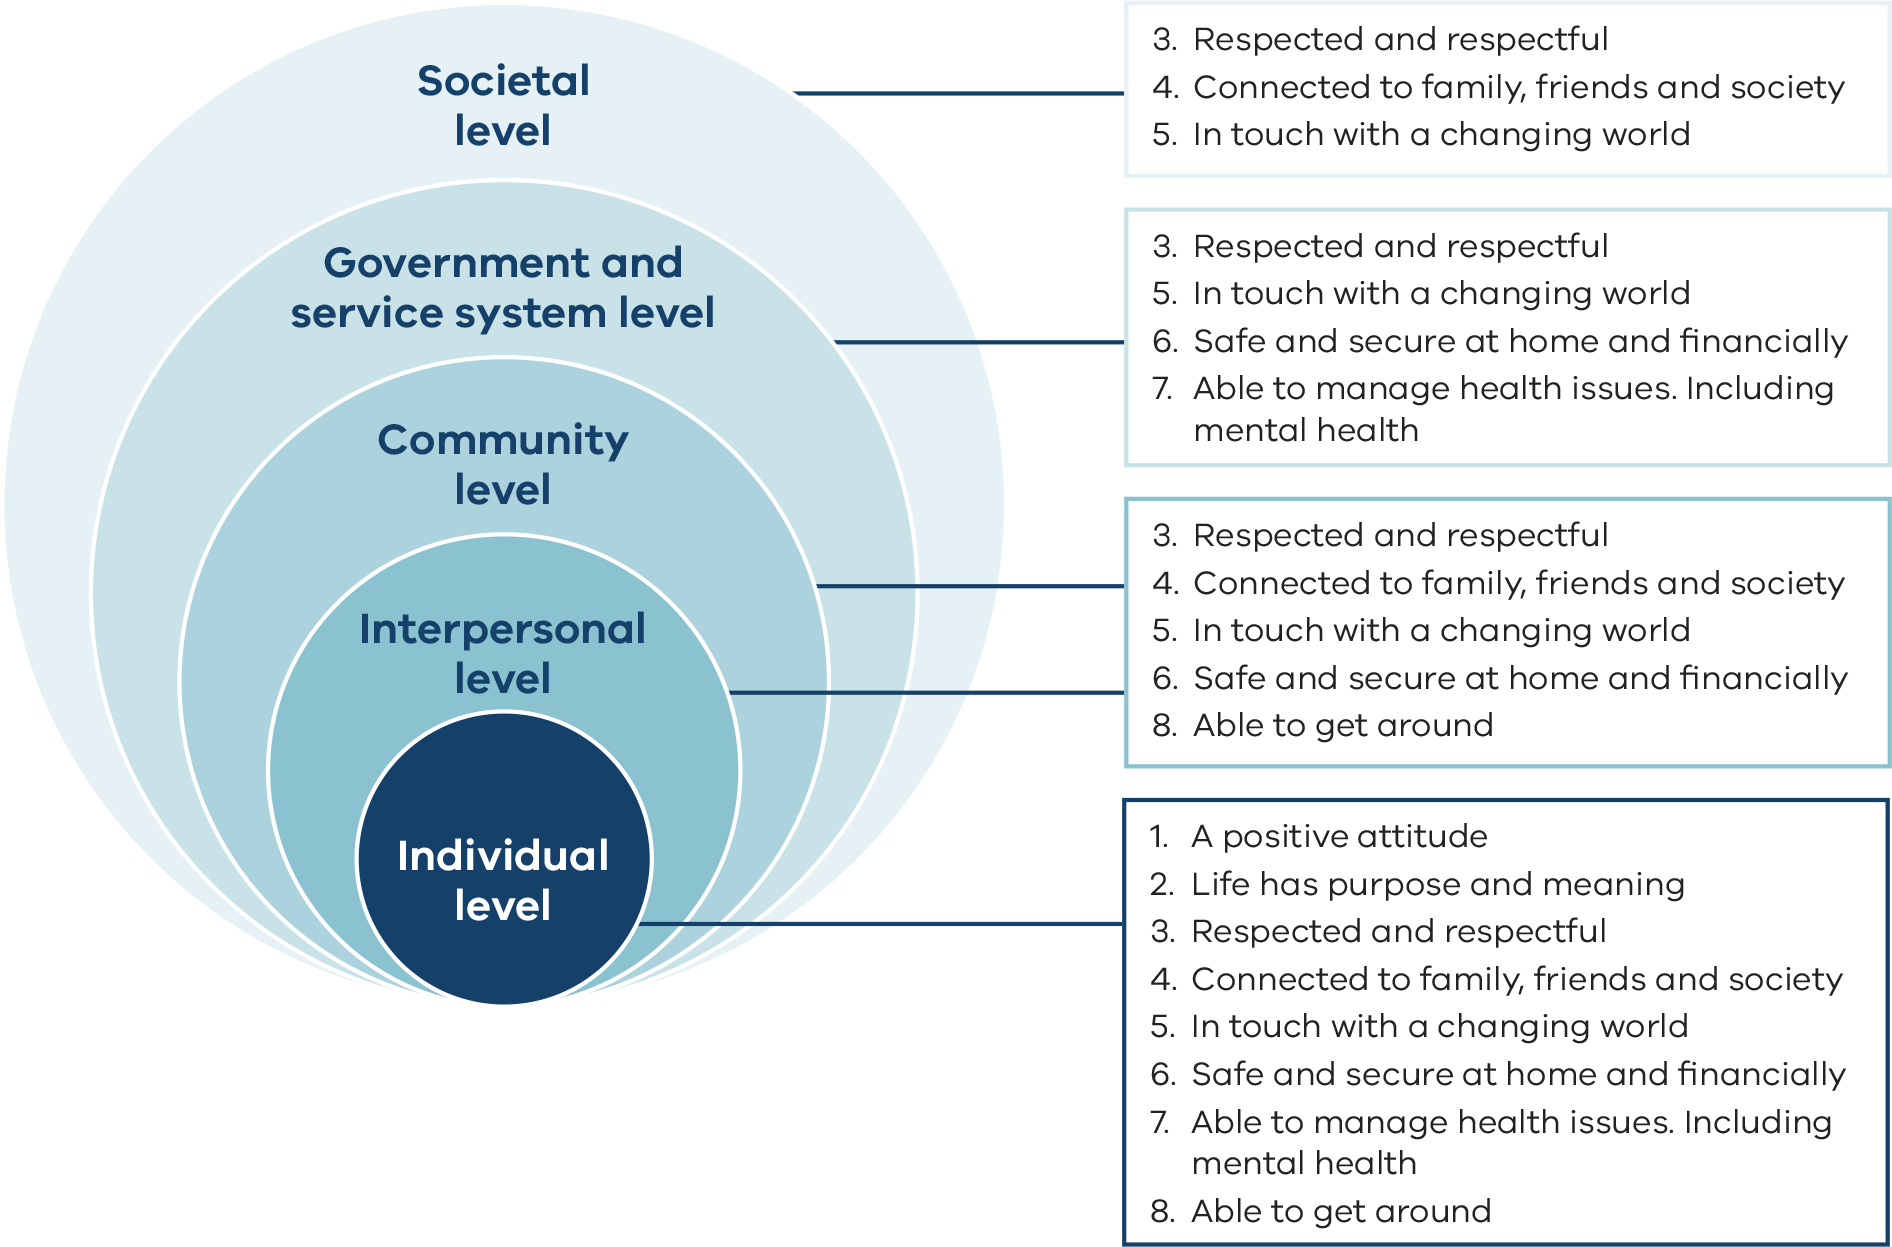 Societal
level
Government and
service system level
Community
level
Interpersonal
level
Individual
level
3. Respected and respectful
4. Connected to family, friends and society
5. In touch with a changing world
3. Respected and respectful
5. In touch with a changing world
6. Safe and secure at home and financially
7. Able to manage health issues. Including
mental health
3. Respected and respectful
4. Connected to family, friends and society
5. In touch with a changing world
6. Safe and secure at home and financially
8. Able to get around
1. A positive attitude
2. Life has purpose and meaning
3. Respected and respectful
4. Connected to family, friends and society
5. In touch with a changing world
6. Safe and secure at home and financially
7. Able to manage health issues. Including
mental health
8. Able to get around